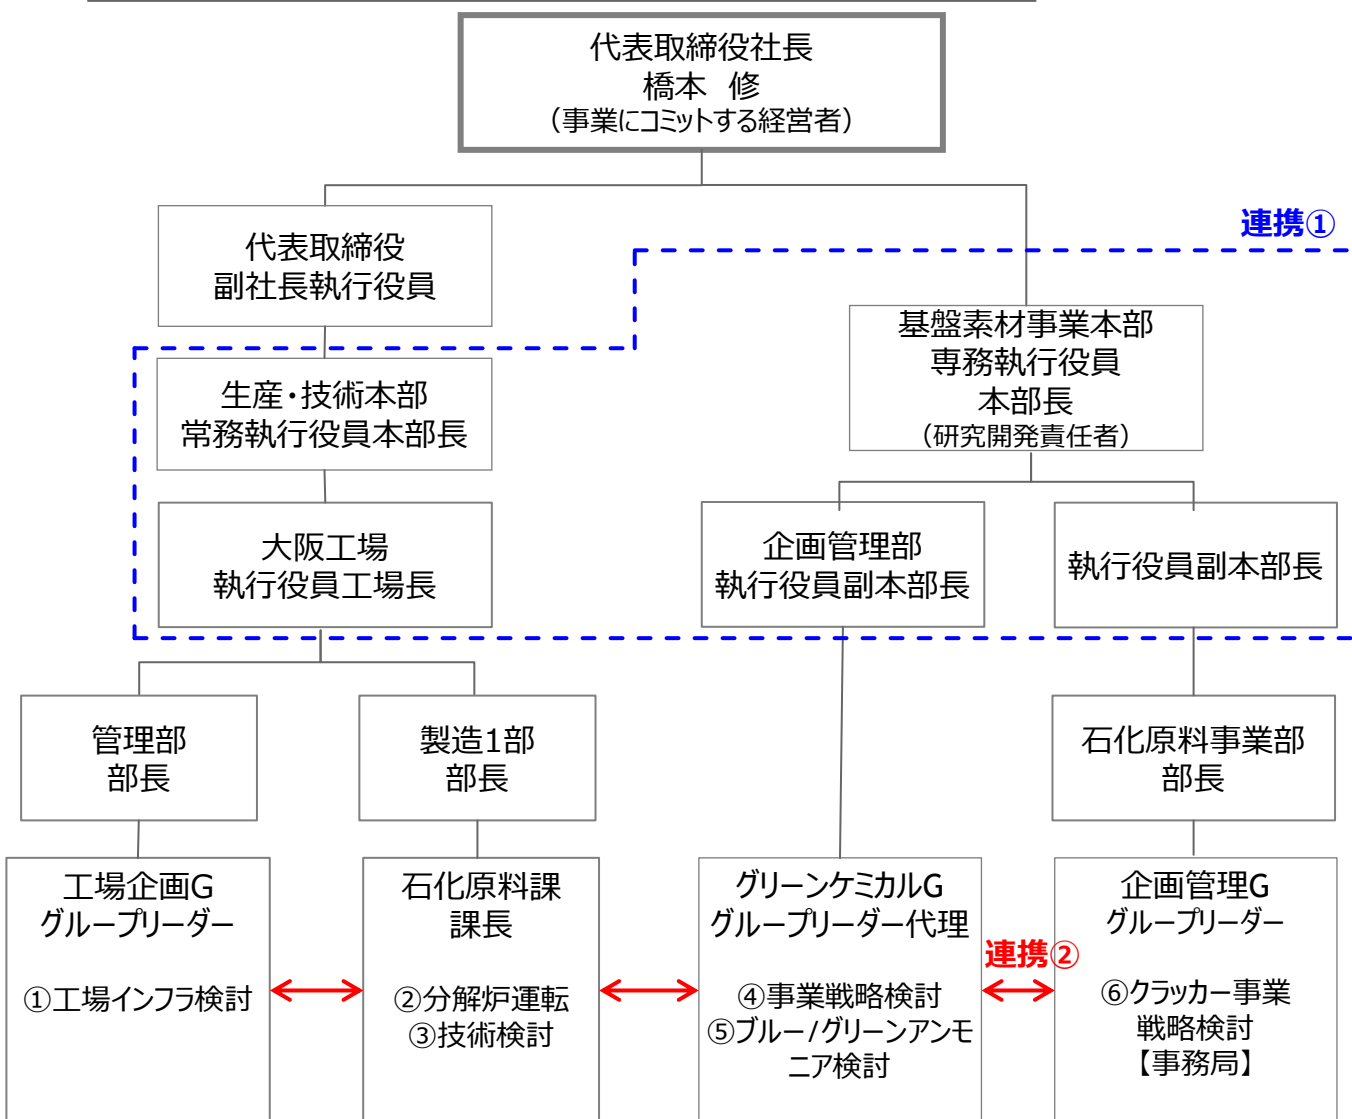 代表取締役社長
橋本 修
（事業にコミットする経営者）
連携①
代表取締役
副社長執行役員
基盤素材事業本部
専務執行役員
本部長
（研究開発責任者）
生産・技術本部
常務執行役員本部長
大阪工場
執行役員工場長
企画管理部
執行役員副本部長
執行役員副本部長
管理部
部長
製造1部
部長
石化原料事業部
部長
工場企画G
グループリーダー
①工場インフラ検討
石化原料課
課長
②分解炉運転
③技術検討
グリーンケミカルG
グループリーダー代理
④事業戦略検討
⑤ブルー/グリーンアンモ
ニア検討
連携②
企画管理G
グループリーダー
⑥クラッカー事業
戦略検討
【事務局】